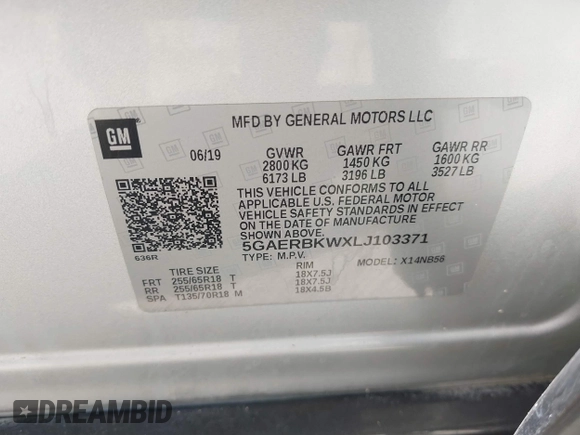 GM
MFD BY GENERAL MOTORS LLC
06/19 GVWR GAWR FRT GAWR RR
2800 KG 1450 KG 1600 KG
6173 LB 3196 LB 3527 LB
THIS VEHICLE CONFORMS TO ALL
APPLICABLE U.S. FEDERAL MOTOR
VEHICLE SAFETY STANDARDS IN EFFECT
ON THE DATE OF MANUFACTURE
5GAERBKWXLJ103371
636R
TYPE: M.P.V. MODEL: X14NB56
TIRE SIZE RIM
FRT 255/65R18 T 18X7.5J
RR 255/65R18 T 18X7.5J
SPA T135/70R18 M 18X4.5B
DREAMBID